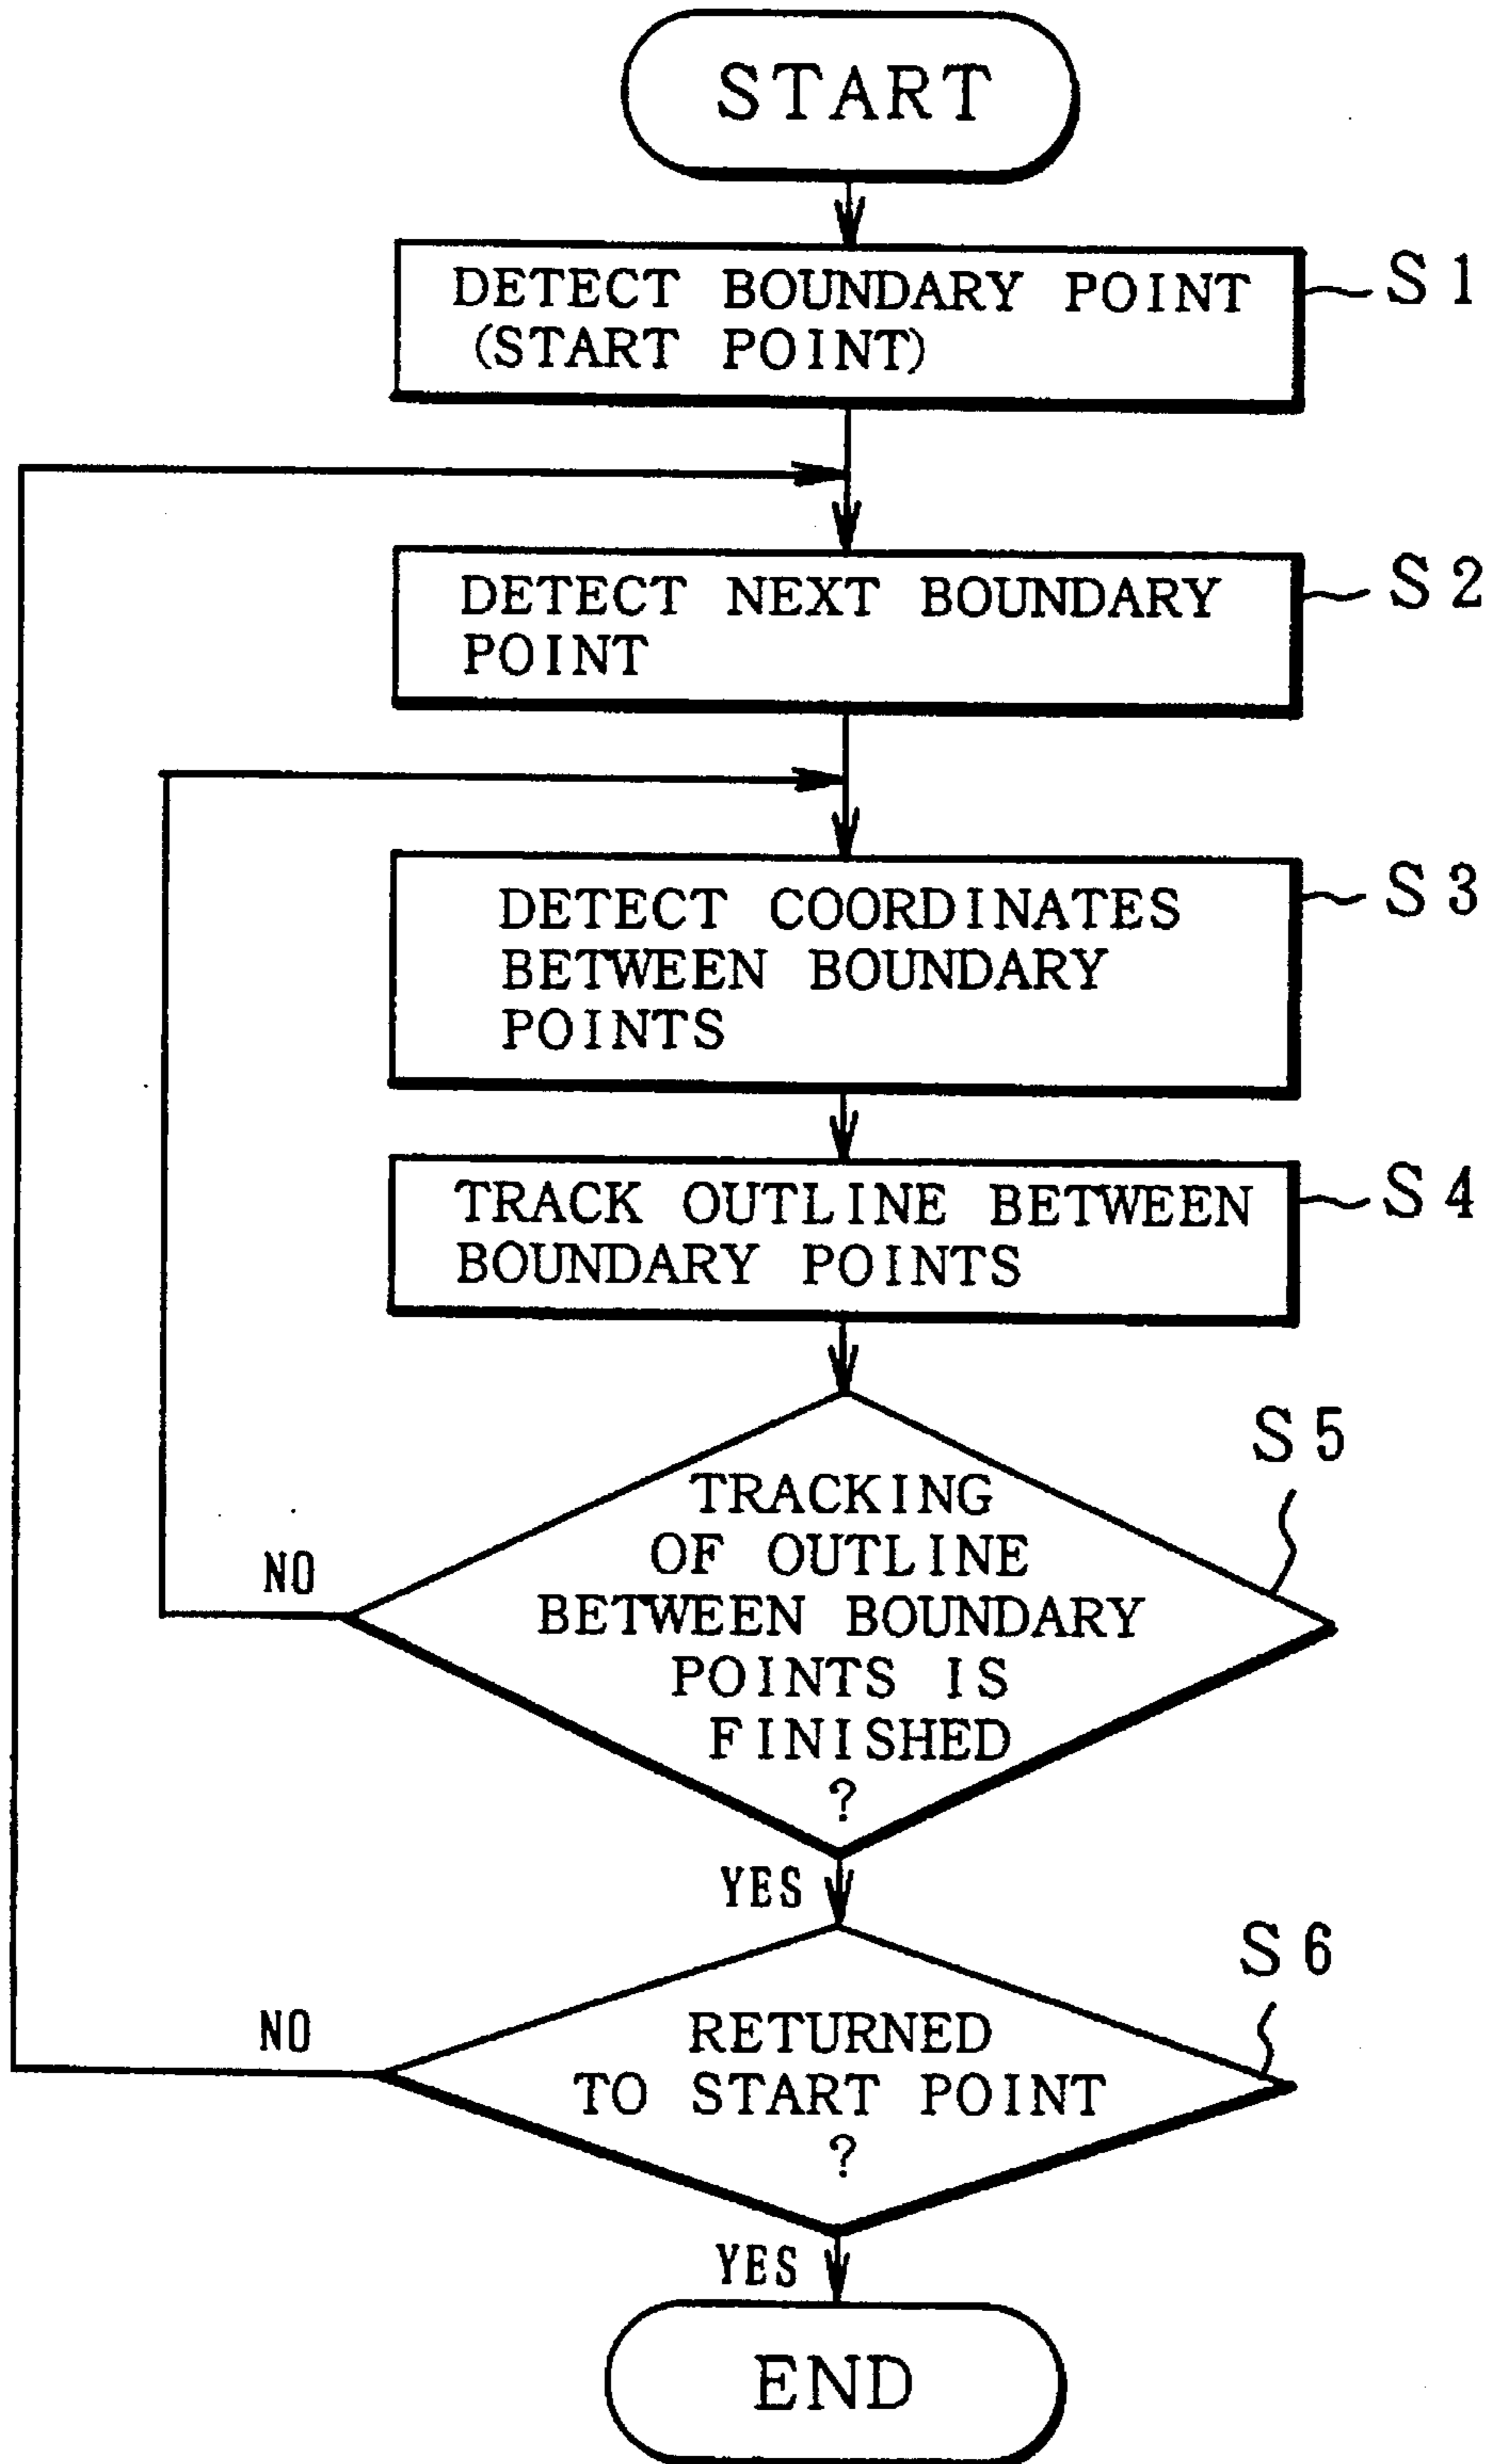 START
DETECT BOUNDARY POINT
(START POINT)
S1
DETECT NEXT BOUNDARY
POINT
S2
DETECT COORDINATES
BETWEEN BOUNDARY
POINTS
S3
TRACK OUTLINE BETWEEN
BOUNDARY POINTS
S4
S5
TRACKING
OF OUTLINE
BETWEEN BOUNDARY
POINTS IS
FINISHED
?
NO
YES
S6
RETURNED
TO START POINT
?
NO
YES
END